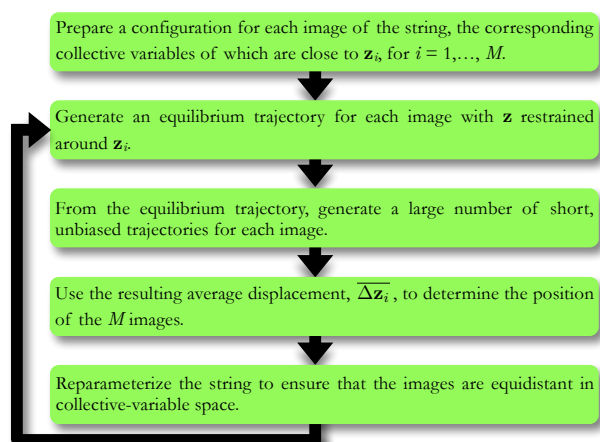 Prepare a configuration for each image of the string, the corresponding
collective variables of which are close to zᵢ, for i = 1,..., M.
Generate an equilibrium trajectory for each image with z restrained
around zᵢ.
From the equilibrium trajectory, generate a large number of short,
unbiased trajectories for each image.
Use the resulting average displacement, \overline{Δzᵢ}, to determine the position
of the M images.
Reparameterize the string to ensure that the images are equidistant in
collective-variable space.